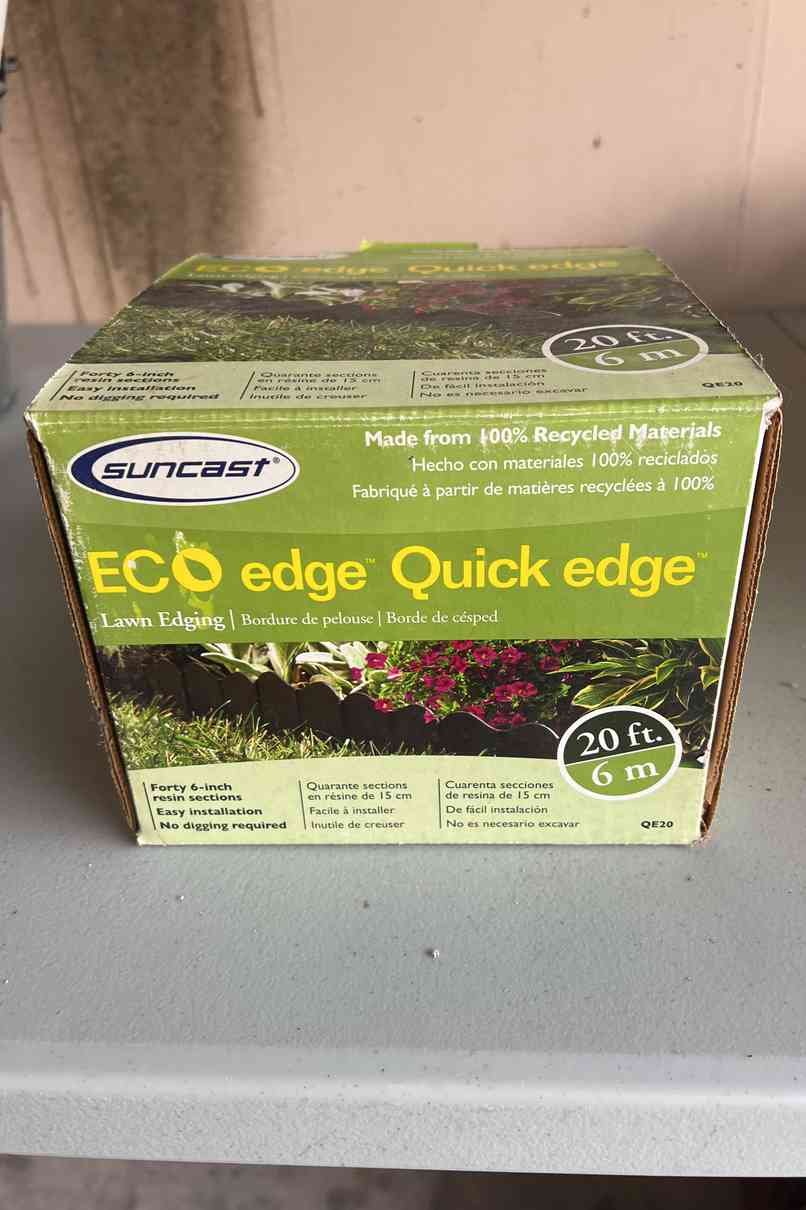 ECO edge Quick edge
20 ft.
6 m
Forty 6-inch
resin sections
Easy installation
No digging required
Quarante sections
en résine de 15 cm
Facile à installer
Inutile de creuser
Cuarenta secciones
de resina de 15 cm
De fácil instalación
No es necesario excavar
QE20
suncast®
Made from 100% Recycled Materials
Hecho con materiales 100% reciclados
Fabriqué à partir de matières recyclées à 100%
ECO edge™ Quick edge™
Lawn Edging | Bordure de pelouse | Borde de césped
20 ft.
6 m
Forty 6-inch
resin sections
Easy installation
No digging required
Quarante sections
en résine de 15 cm
Facile à installer
Inutile de creuser
Cuarenta secciones
de resina de 15 cm
De fácil instalación
No es necesario excavar
QE20